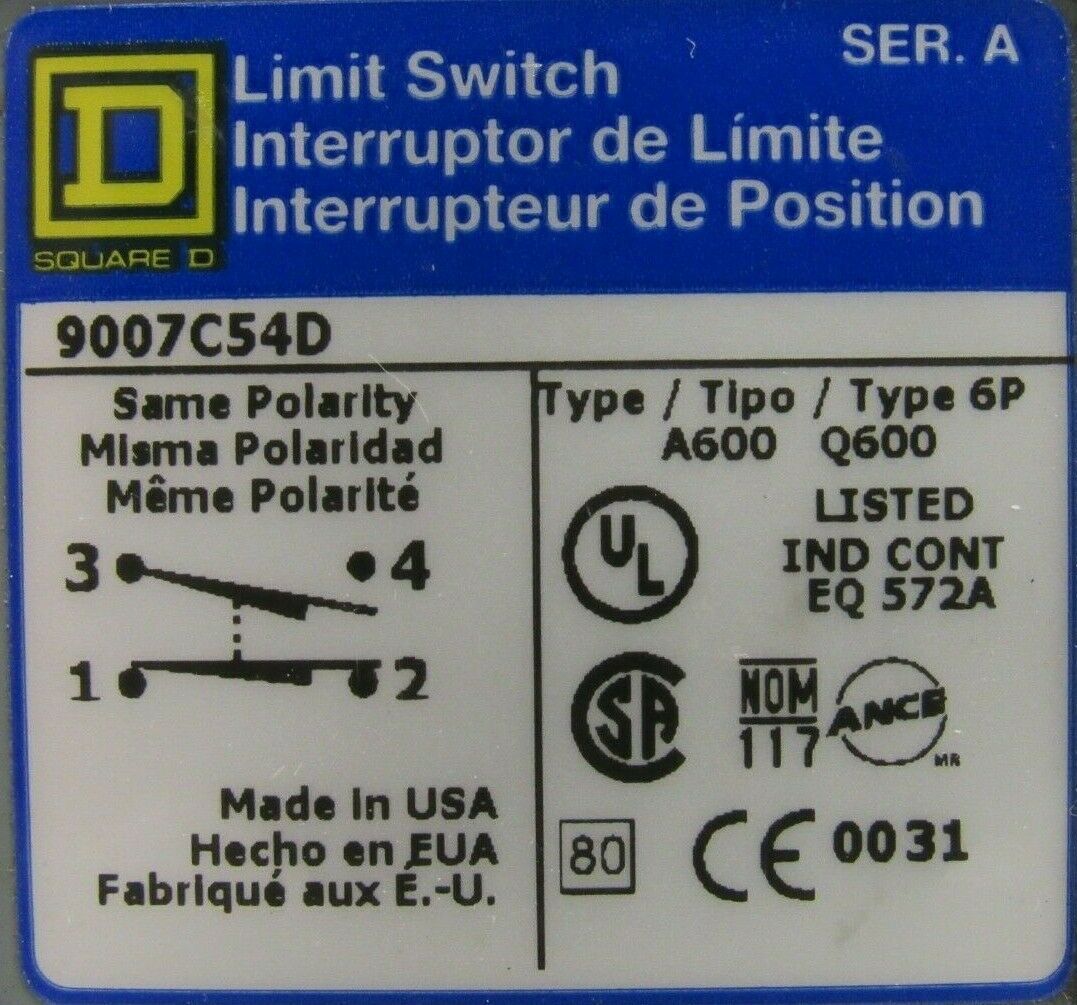 SER. A
D
SQUARE D
Limit Switch
Interruptor de Límite
Interrupteur de Position
9007C54D
Same Polarity
Misma Polaridad
Même Polarité
3 4
1 2
Made in USA
Hecho en EUA
Fabriqué aux É.-U.
Type / Tipo / Type 6P
A600 Q600
UL
LISTED
IND CONT
EQ 572A
CSA
NOM
117
ANCE
MR
80
CE 0031